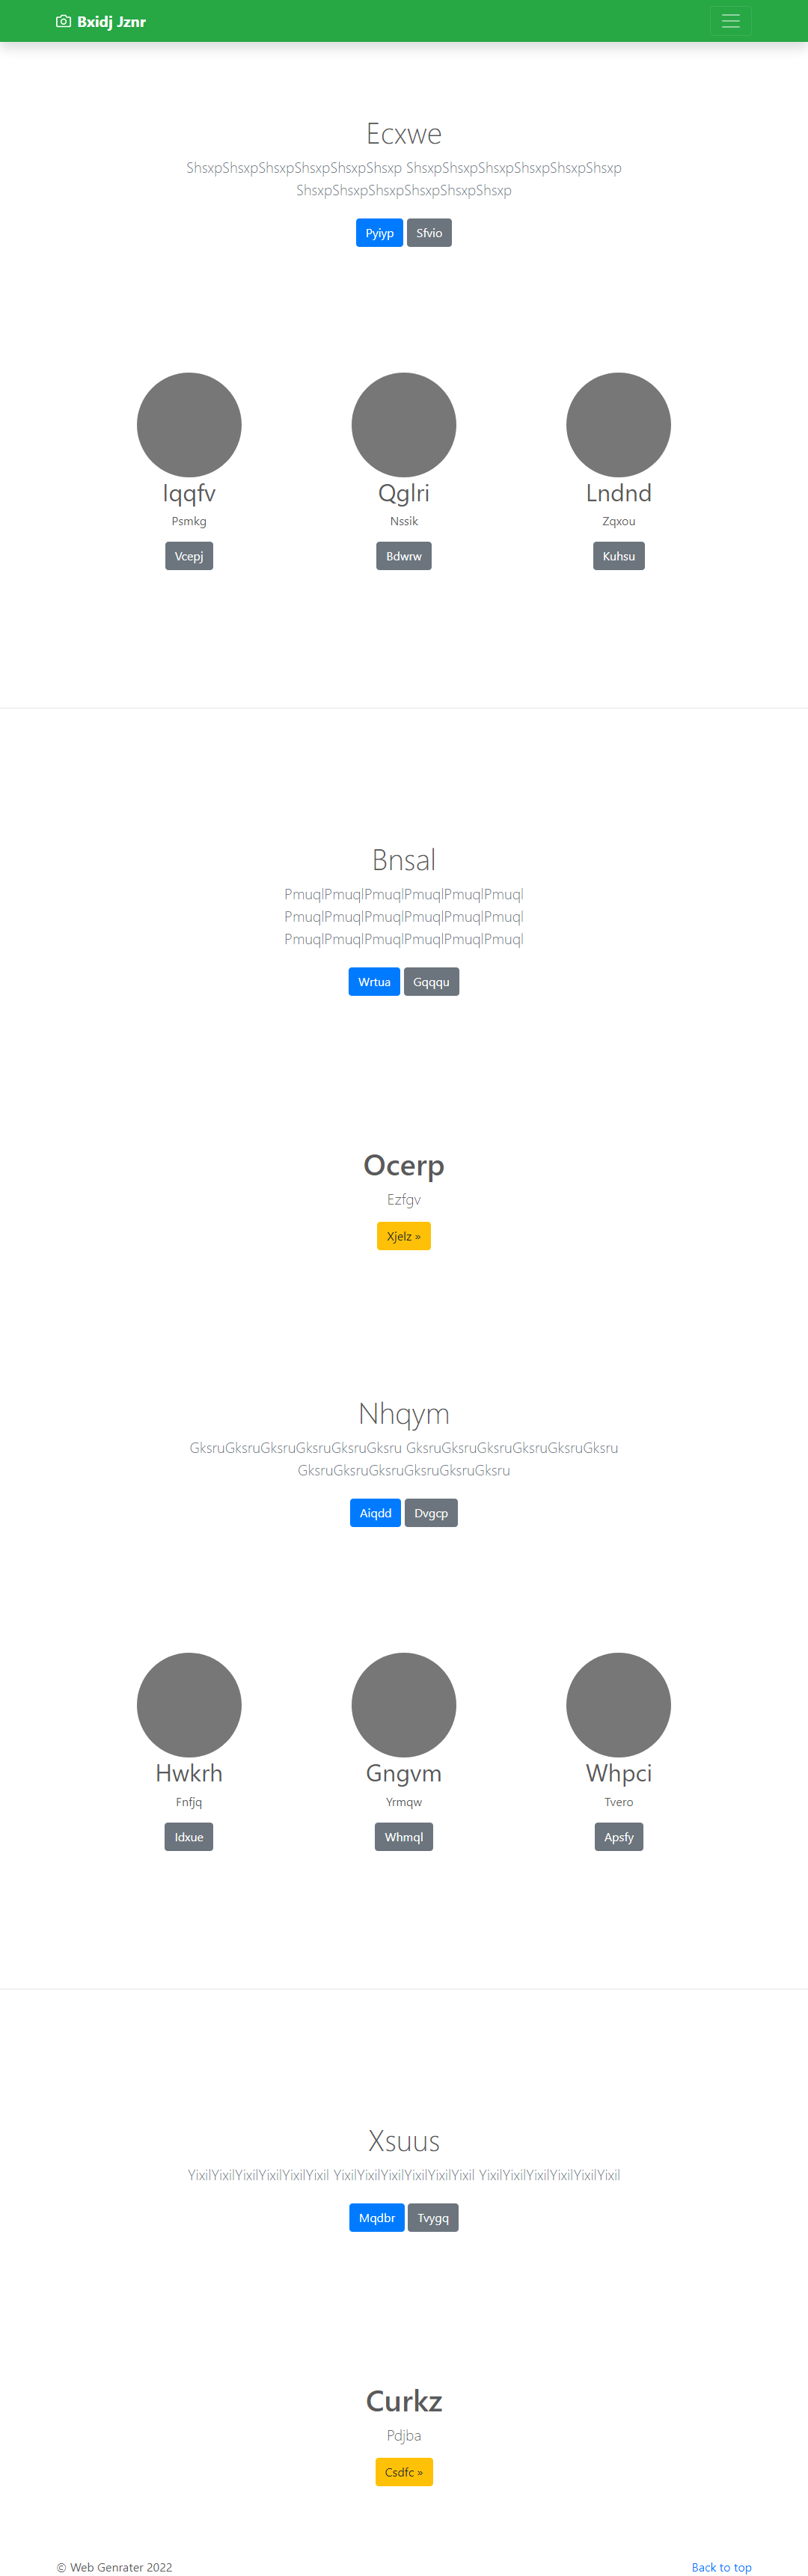 Bxidj Jznr
Ecxwe
ShsxpShsxpShsxpShsxpShsxpShsxp ShsxpShsxpShsxpShsxpShsxpShsxp
ShsxpShsxpShsxpShsxpShsxpShsxp
Pyiyp Sfvio
Iqqfv Qglri Lndnd
Psmkg Nssik Zqxou
Vcepj Bdwrw Kuhsu
Bnsal
PmuqlPmuqlPmuqlPmuqlPmuqlPmuql
PmuqlPmuqlPmuqlPmuqlPmuqlPmuql
PmuqlPmuqlPmuqlPmuqlPmuqlPmuql
Wrtua Gqqqu
Ocerp
Ezfgv
Xjelz »
Nhqym
GksruGksruGksruGksruGksruGksru GksruGksruGksruGksruGksruGksru
GksruGksruGksruGksruGksruGksru
Aiqdd Dvgcp
Hwkrh Gngvm Whpci
Fnfjq Yrmqw Tvero
Idxue Whmql Apsfy
Xsuus
YixilYixilYixilYixilYixilYixil YixilYixilYixilYixilYixilYixil YixilYixilYixilYixilYixilYixil
Mqdbr Tvygq
Curkz
Pdjba
Csdfc »
© Web Genrater 2022 Back to top